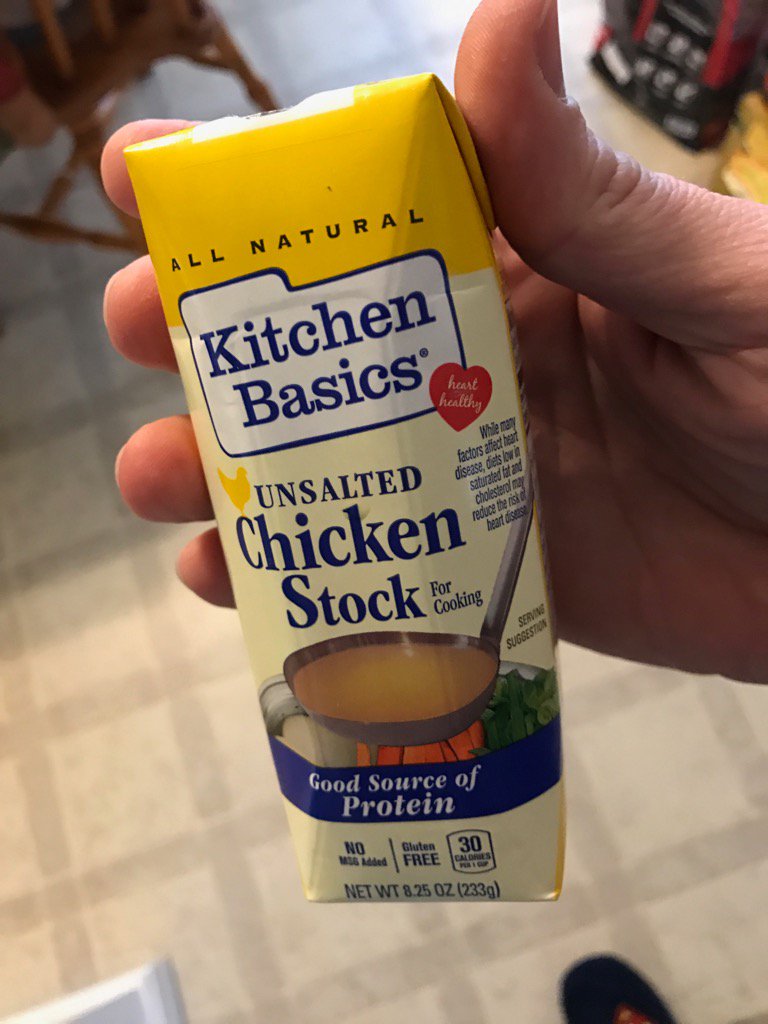 ALL NATURAL
Kitchen
Basics®
heart
healthy
While many
factors affect heart
disease, diets low in
saturated fat and
cholesterol may
reduce the risk of
heart disease.
UNSALTED
Chicken
Stock
For
Cooking
SERVING
SUGGESTION
Good Source of
Protein
NO
MSG Added
Gluten
FREE
30
CALORIES
PER 1 CUP
NET WT 8.25 OZ (233g)